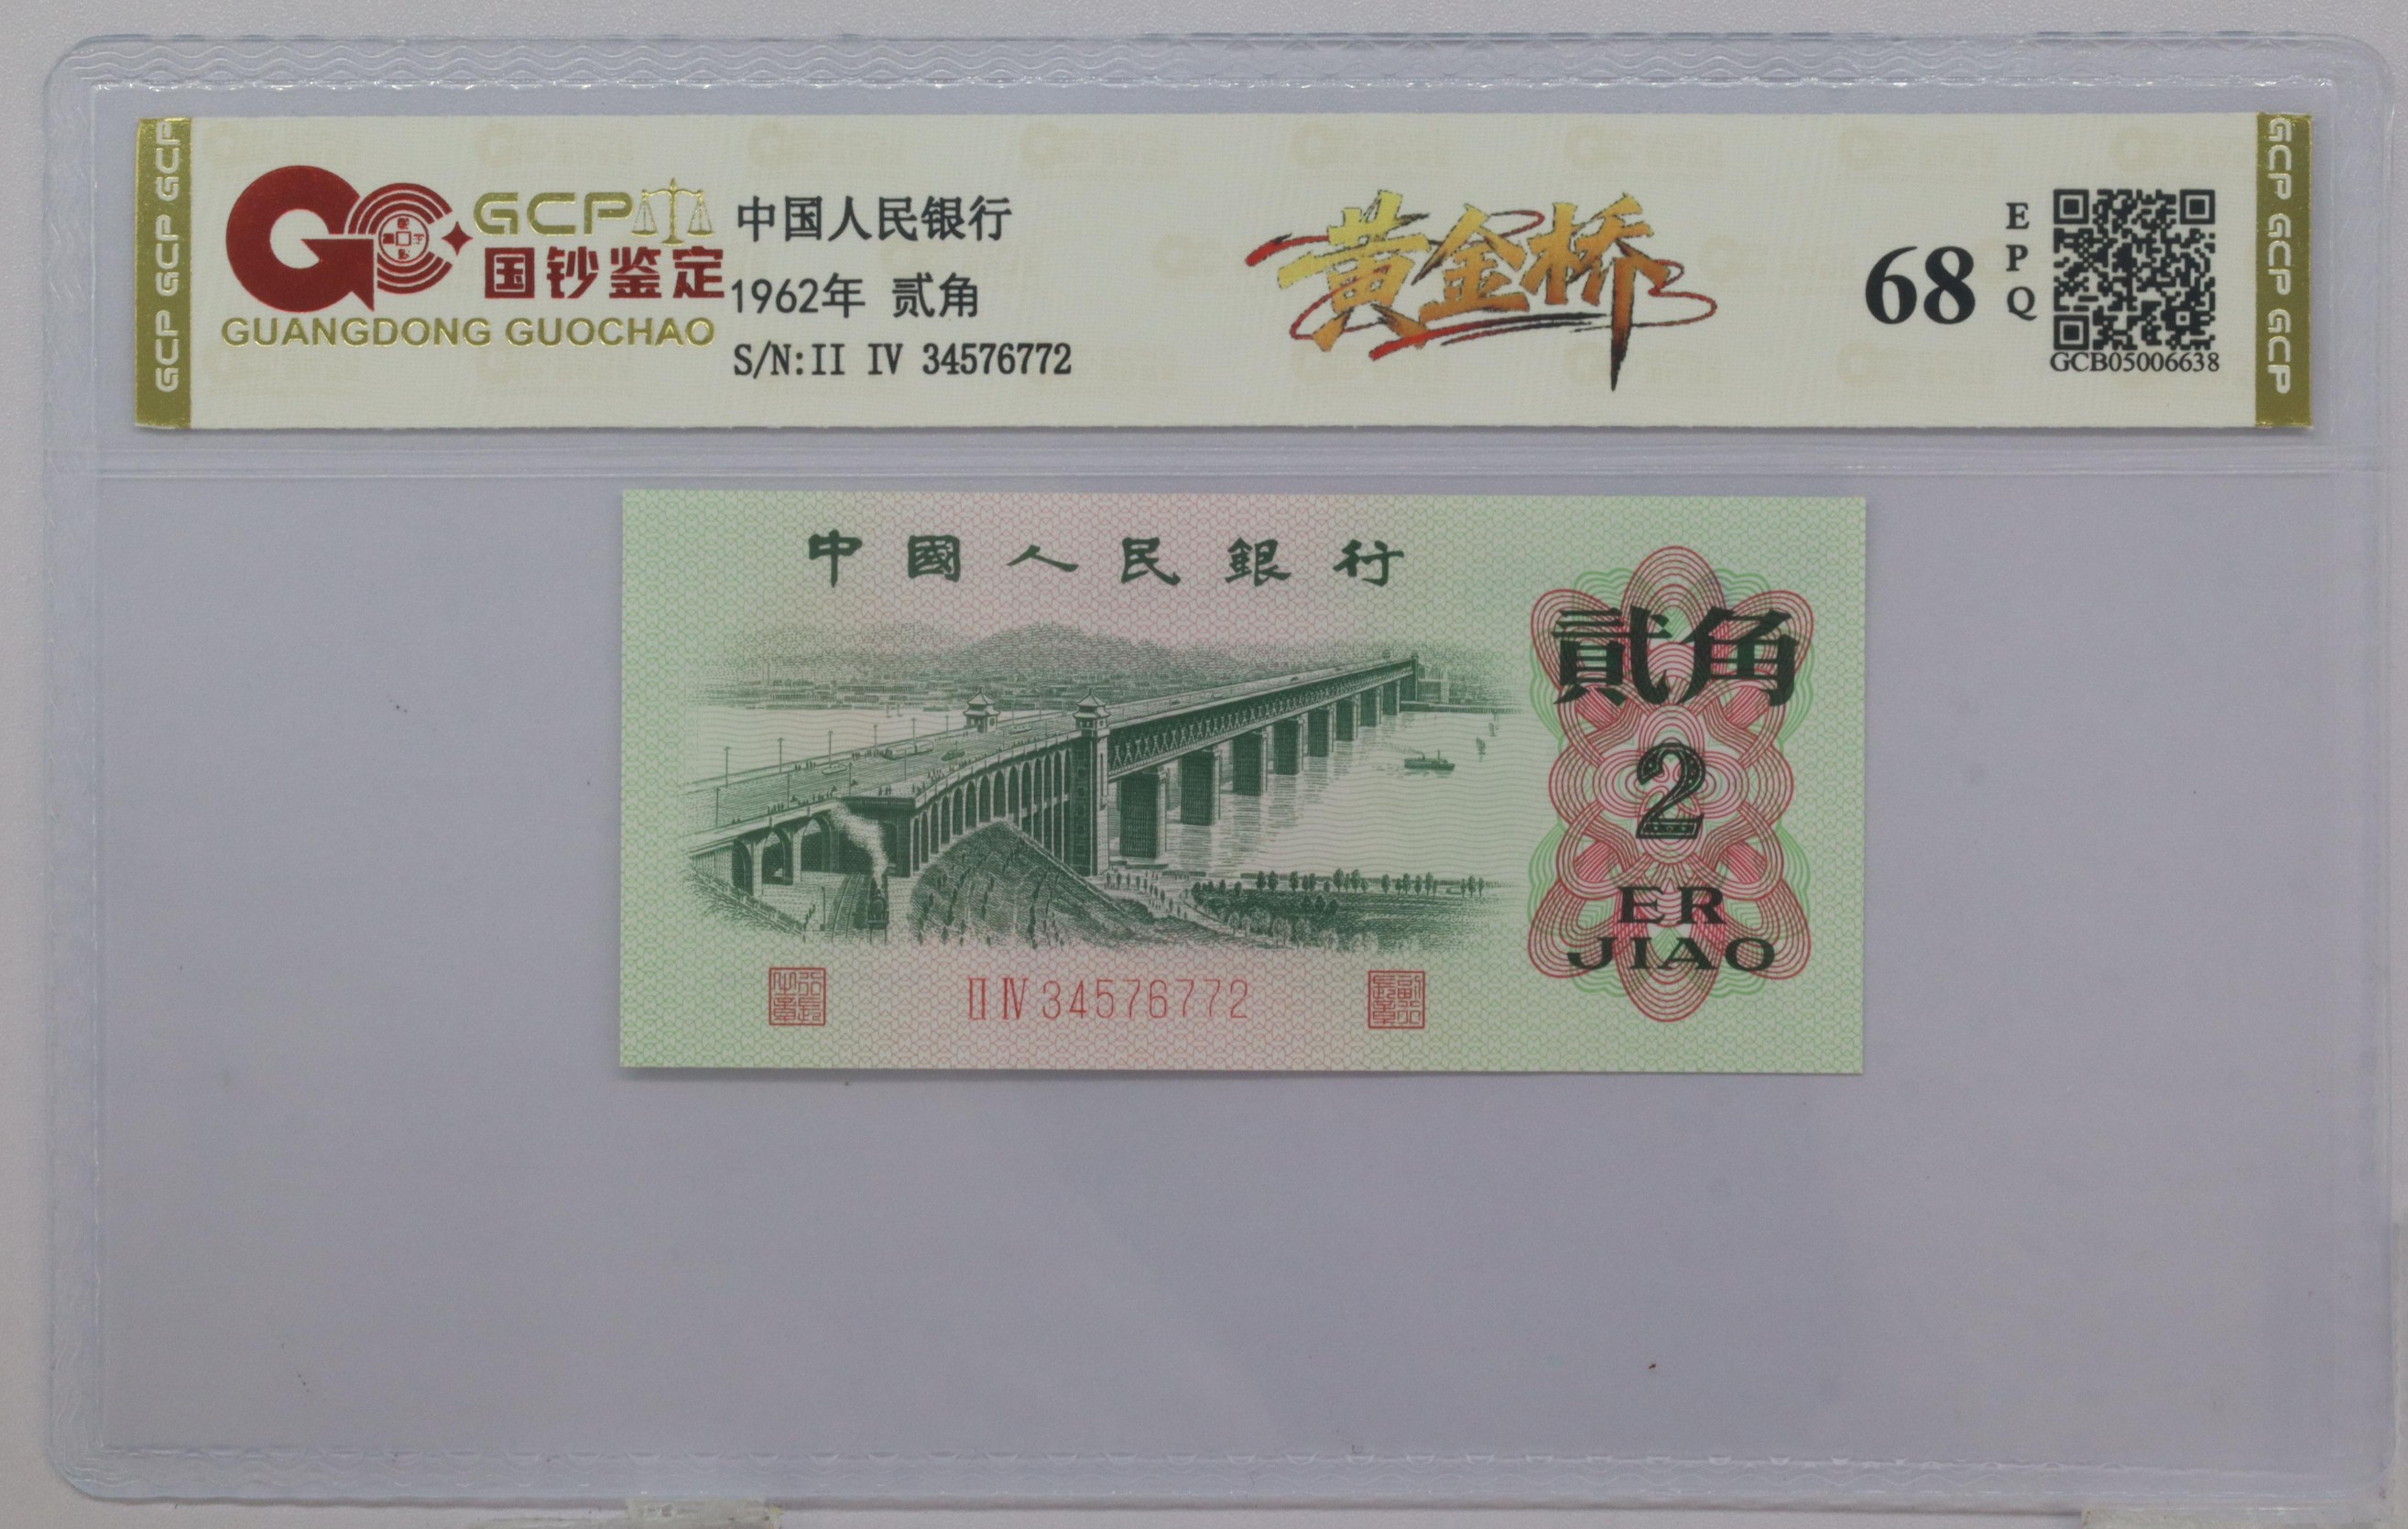 GCP GCP GCP
GCP
国钞鉴定
GUANGDONG GUOCHAO
中国人民银行
1962年 贰角
S/N:II IV 34576772
黄金桥
68
EPQ
GCB05006638
GCP GCP GCP
中國人民銀行
貳角
2
ER
JIAO
II IV 34576772